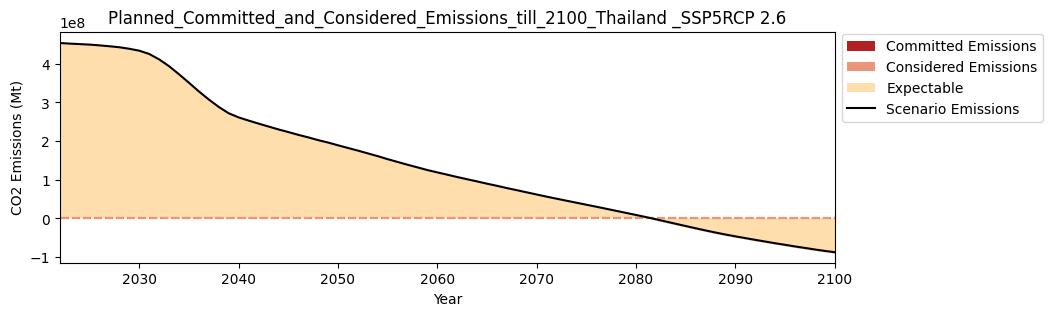 Planned_Committed_and_Considered_Emissions_till_2100_Thailand _SSP5RCP 2.6
1e8
CO2 Emissions (Mt)
4
3
2
1
0
−1
2030 2040 2050 2060 2070 2080 2090 2100
Year
Committed Emissions
Considered Emissions
Expectable
Scenario Emissions